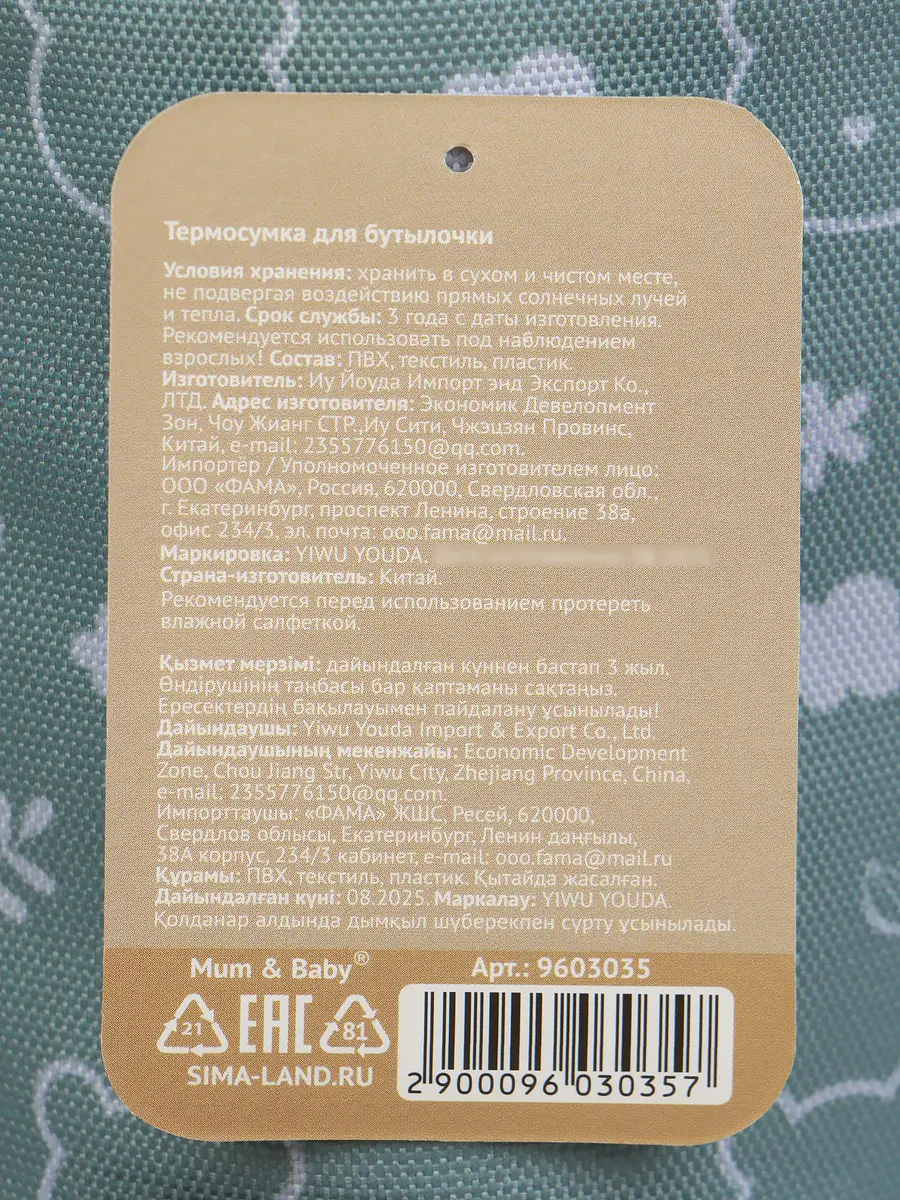 Термосумка для бутылочки
Условия хранения: хранить в сухом и чистом месте,
не подвергая воздействию прямых солнечных лучей
и тепла. Срок службы: 3 года с даты изготовления.
Рекомендуется использовать под наблюдением
взрослых! Состав: ПВХ, текстиль, пластик.
Изготовитель: Иу Йоуда Импорт энд Экспорт Ко.,
ЛТД. Адрес изготовителя: Экономик Девелопмент
Зон, Чоу Жианг СТР.,Иу Сити, Чжэцзян Провинс,
Китай, e-mail: 2355776150@qq.com.
Импортёр / Уполномоченное изготовителем лицо:
ООО «ФАМА», Россия, 620000, Свердловская обл.,
г. Екатеринбург, проспект Ленина, строение 38а,
офис 234/3, эл. почта: ooo.fama@mail.ru.
Маркировка: YIWU YOUDA.
Страна-изготовитель: Китай.
Рекомендуется перед использованием протереть
влажной салфеткой.
Қызмет мерзімі: дайындалған күннен бастап 3 жыл.
Өндірушінің таңбасы бар қаптаманы сақтаңыз.
Ересектердің бақылауымен пайдалану ұсынылады!
Дайындаушы: Yiwu Youda Import & Export Co., Ltd.
Дайындаушының мекенжайы: Economic Development
Zone, Chou Jiang Str, Yiwu City, Zhejiang Province, China,
e-mail: 2355776150@qq.com.
Импорттаушы: «ФАМА» ЖШС, Ресей, 620000,
Свердлов облысы, Екатеринбург, Ленин даңғылы,
38А корпус, 234/3 кабинет, e-mail: ooo.fama@mail.ru
Құрамы: ПВХ, текстиль, пластик. Қытайда жасалған.
Дайындалған күні: 08.2025. Маркалау: YIWU YOUDA.
Қолданар алдында дымқыл шүберекпен сүрту ұсынылады.
Mum & Baby® Арт.: 9603035
21 EAC 81
SIMA-LAND.RU
2 900096 030357